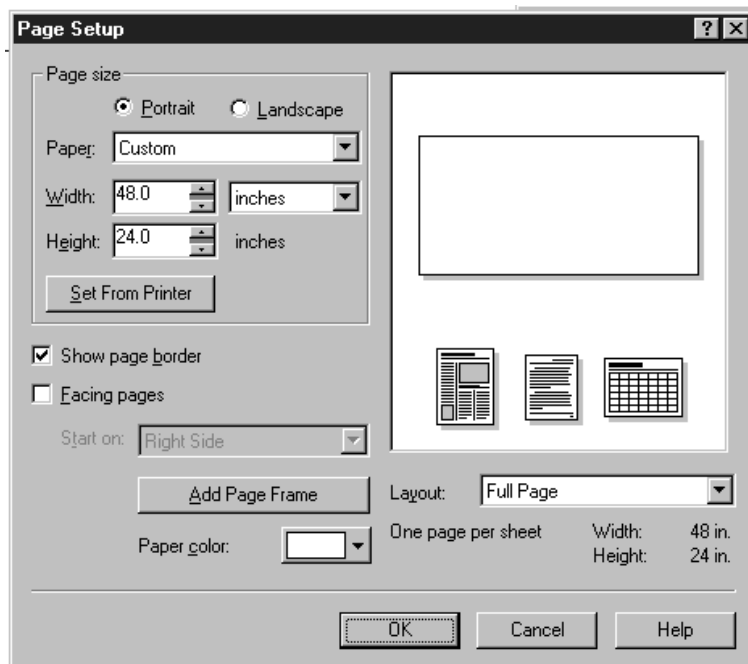 Page Setup
Page size
Portrait Landscape
Paper: Custom
Width: 48.0 inches
Height: 24.0 inches
Set From Printer
Show page border
Facing pages
Start on: Right Side
Add Page Frame
Paper color:
Layout: Full Page
One page per sheet Width: 48 in.
Height: 24 in.
OK Cancel Help